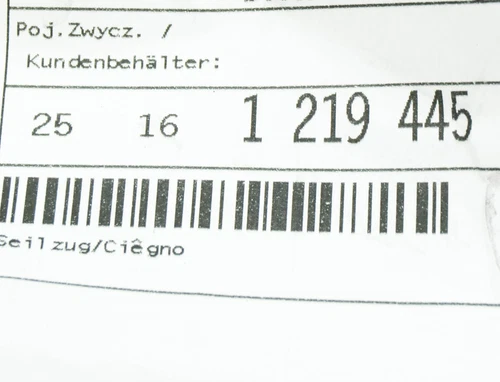 Poj.Zwycz. /
Kundenbehälter:
25 16 1 219 445
Seilzug/Ciêgno